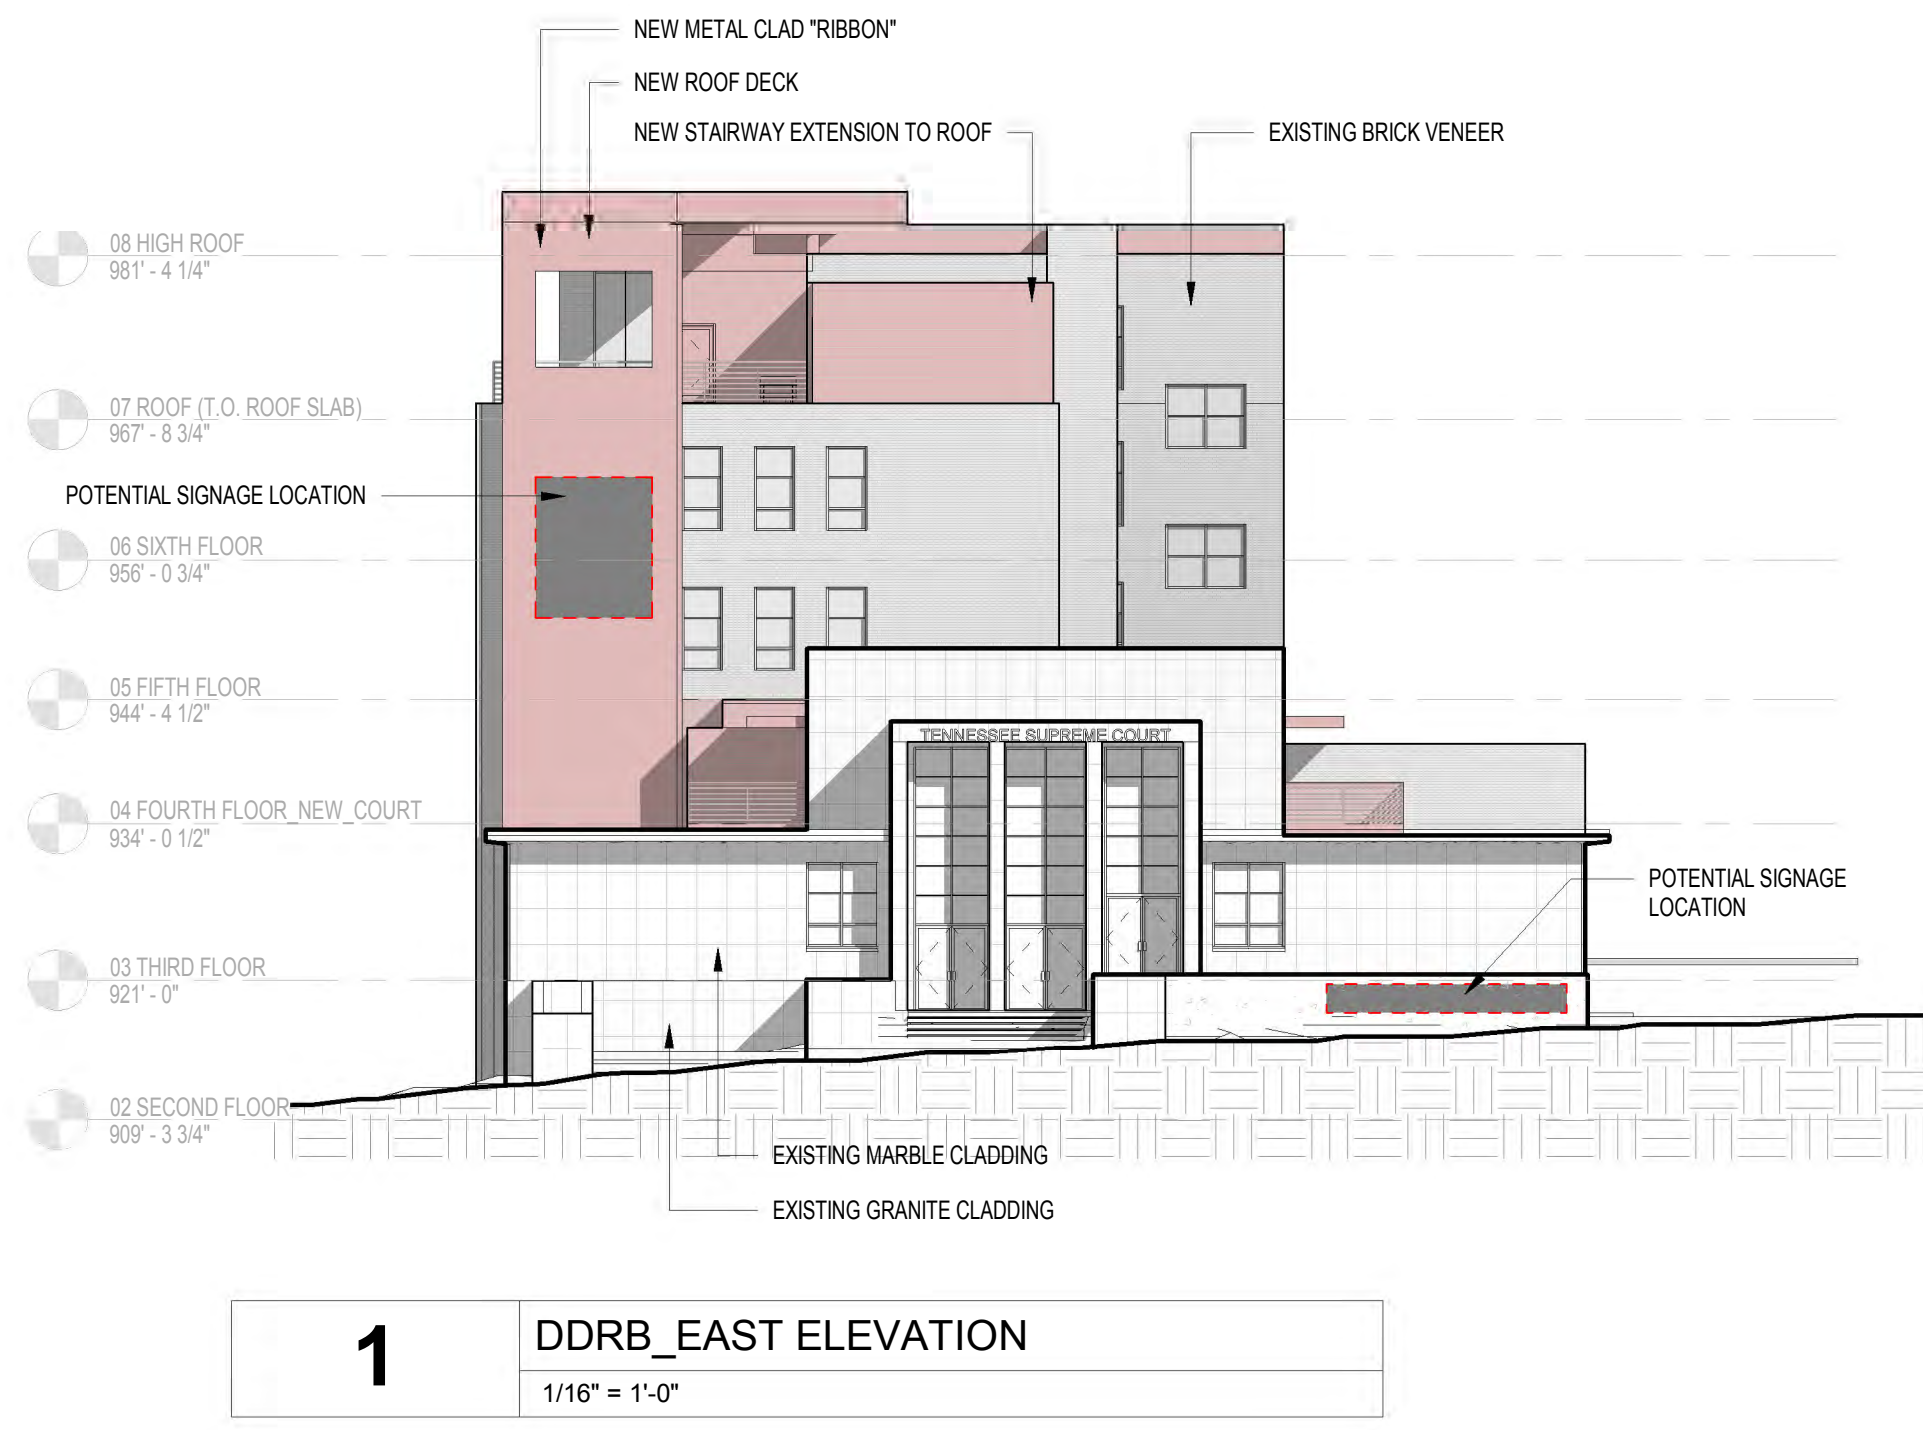 NEW METAL CLAD "RIBBON"
NEW ROOF DECK
NEW STAIRWAY EXTENSION TO ROOF
EXISTING BRICK VENEER
08 HIGH ROOF
981' - 4 1/4"
07 ROOF (T.O. ROOF SLAB)
967' - 8 3/4"
POTENTIAL SIGNAGE LOCATION
06 SIXTH FLOOR
956' - 0 3/4"
05 FIFTH FLOOR
944' - 4 1/2"
TENNESSEE SUPREME COURT
04 FOURTH FLOOR_NEW_COURT
934' - 0 1/2"
POTENTIAL SIGNAGE
LOCATION
03 THIRD FLOOR
921' - 0"
02 SECOND FLOOR
909' - 3 3/4"
EXISTING MARBLE CLADDING
EXISTING GRANITE CLADDING
1
DDRB_EAST ELEVATION
1/16" = 1'-0"